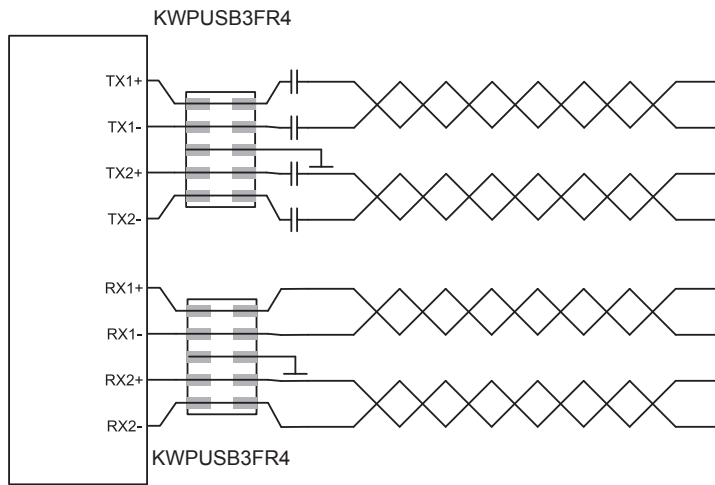 KWPUSB3FR4
TX1+
TX1-
TX2+
TX2-
RX1+
RX1-
RX2+
RX2-
KWPUSB3FR4